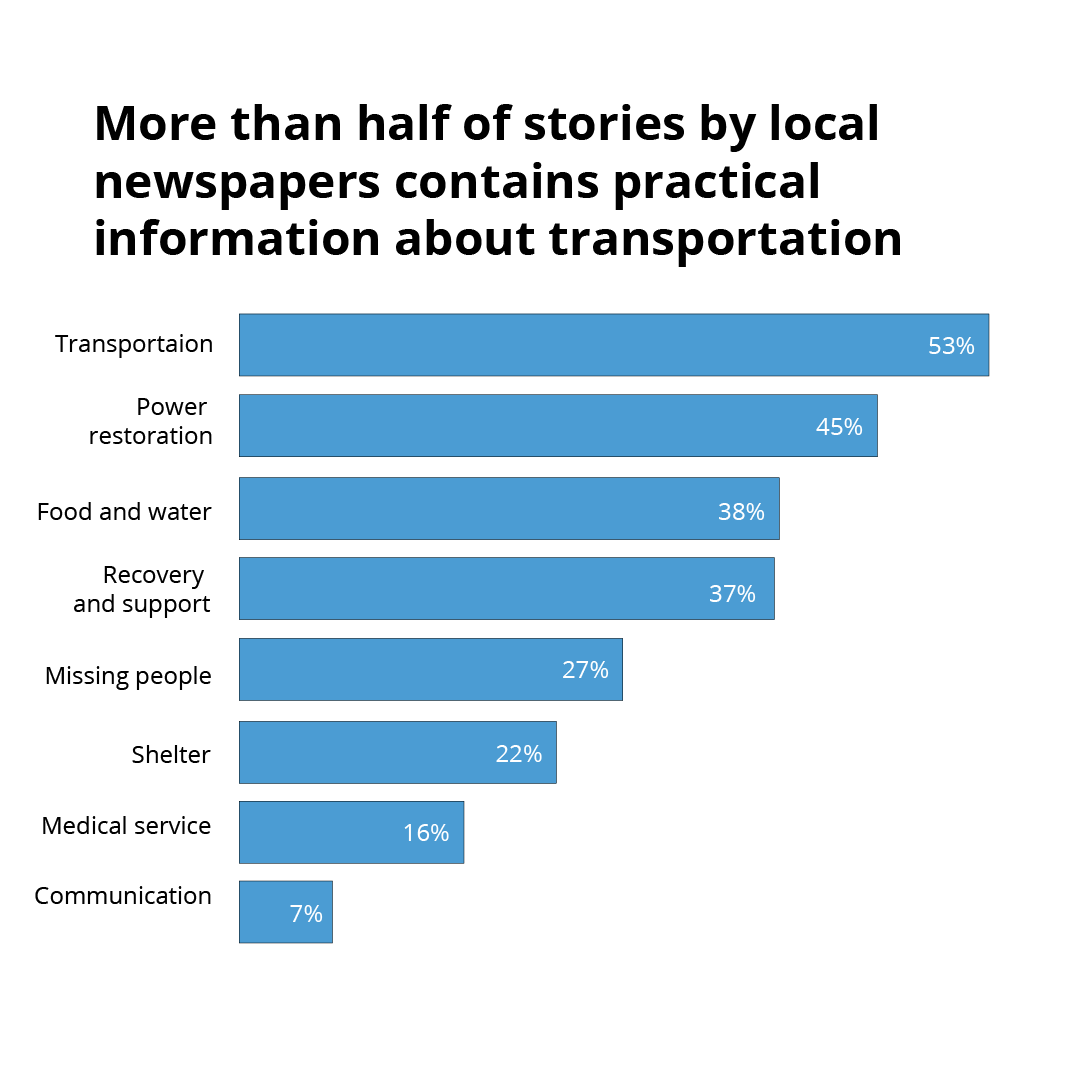 More than half of stories by local
newspapers contains practical
information about transportation
Transportaion
53%
Power
restoration
45%
Food and water
38%
Recovery
and support
37%
Missing people
27%
Shelter
22%
Medical service
16%
Communication
7%